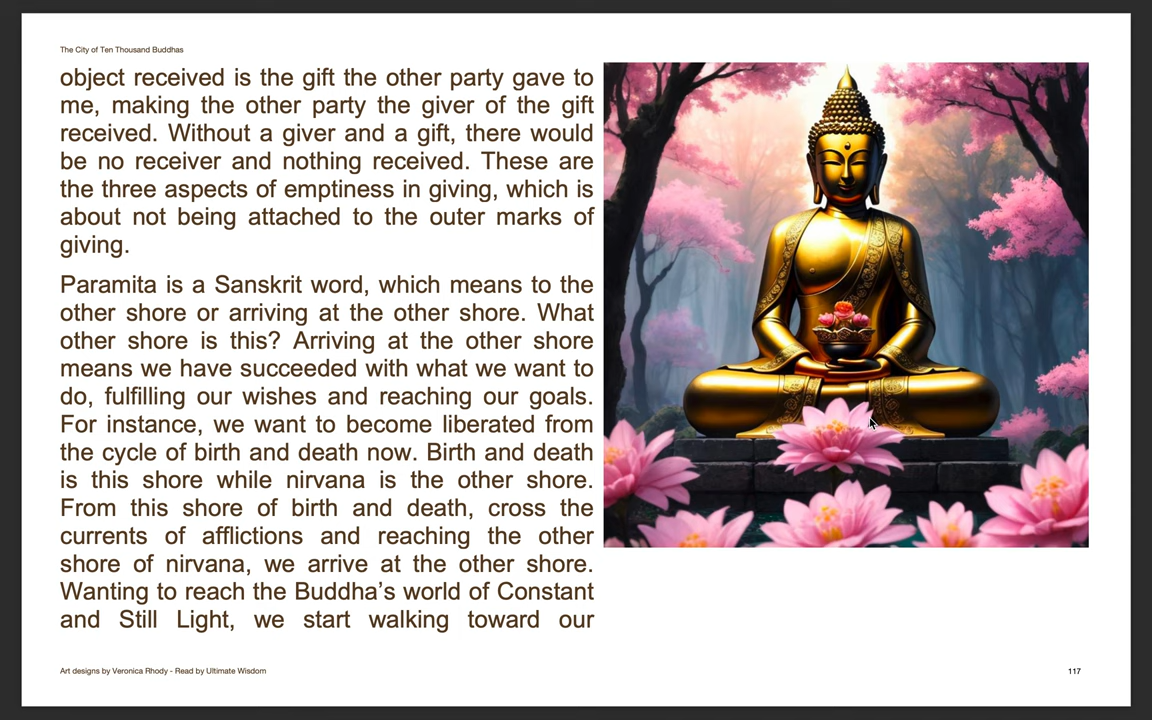 The City of Ten Thousand Buddhas
object received is the gift the other party gave to
me, making the other party the giver of the gift
received. Without a giver and a gift, there would
be no receiver and nothing received. These are
the three aspects of emptiness in giving, which is
about not being attached to the outer marks of
giving.
Paramita is a Sanskrit word, which means to the
other shore or arriving at the other shore. What
other shore is this? Arriving at the other shore
means we have succeeded with what we want to
do, fulfilling our wishes and reaching our goals.
For instance, we want to become liberated from
the cycle of birth and death now. Birth and death
is this shore while nirvana is the other shore.
From this shore of birth and death, cross the
currents of afflictions and reaching the other
shore of nirvana, we arrive at the other shore.
Wanting to reach the Buddha’s world of Constant
and Still Light, we start walking toward our
Art designs by Veronica Rhody - Read by Ultimate Wisdom
117